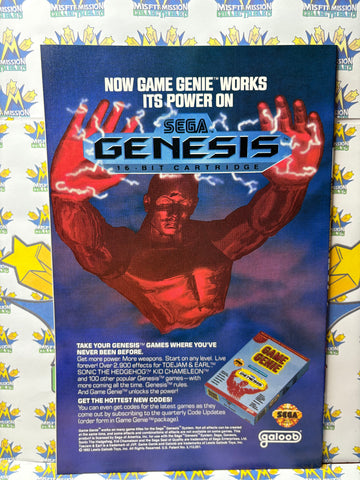 MISFIT MISSION
COLLECTIBLES
NOW GAME GENIE™ WORKS
ITS POWER ON
SEGA™
GENESIS
16-BIT CARTRIDGE
TAKE YOUR GENESIS™ GAMES WHERE YOU'VE
NEVER BEEN BEFORE.
Get more power. More weapons. Start on any level. Live
forever! Over 2,900 effects for TOEJAM & EARL™
SONIC THE HEDGEHOG™ KID CHAMELEON™
and 100 other popular Genesis™ games—with
more coming all the time. Genesis™ rules.
And Game Genie™ unlocks the power!
GET THE HOTTEST NEW CODES!
You can even get codes for the latest games as they
come out by subscribing to the quarterly Code Updates
(order form in Game Genie™ package).
GAME
GENIE
SEGA
galoob